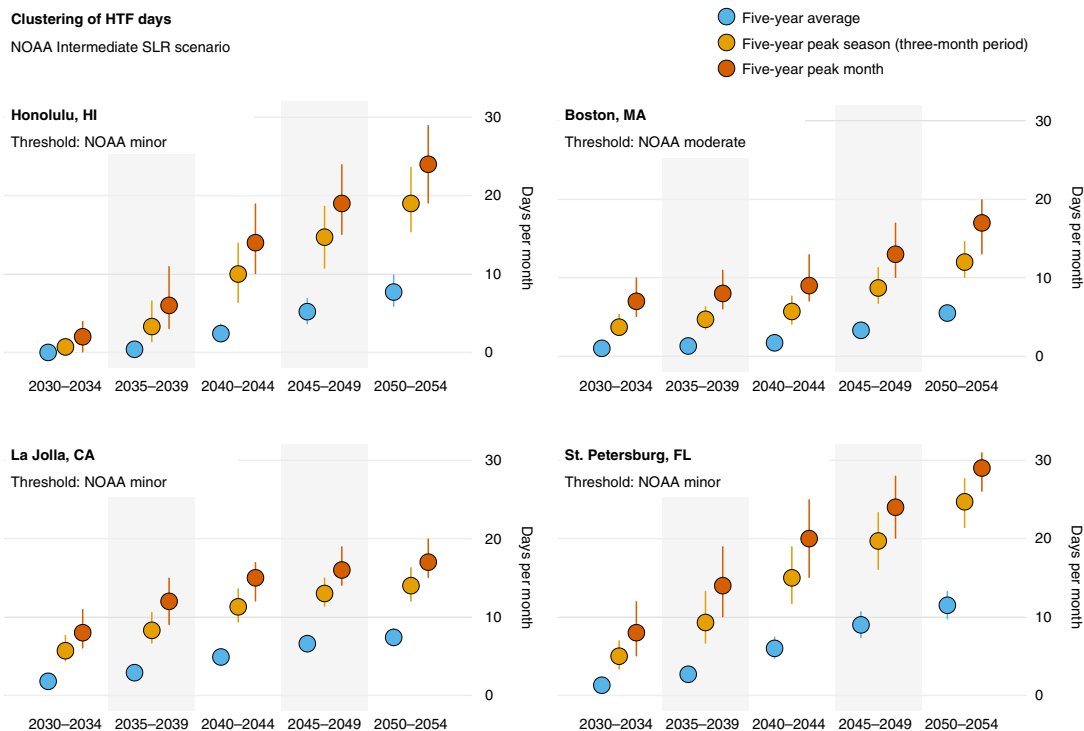 Clustering of HTF days
NOAA Intermediate SLR scenario
Five-year average
Five-year peak season (three-month period)
Five-year peak month
Honolulu, HI
Threshold: NOAA minor
30
20
10
0
Days per month
2030–2034 2035–2039 2040–2044 2045–2049 2050–2054
Boston, MA
Threshold: NOAA moderate
30
20
10
0
Days per month
2030–2034 2035–2039 2040–2044 2045–2049 2050–2054
La Jolla, CA
Threshold: NOAA minor
30
20
10
0
Days per month
2030–2034 2035–2039 2040–2044 2045–2049 2050–2054
St. Petersburg, FL
Threshold: NOAA minor
30
20
10
0
Days per month
2030–2034 2035–2039 2040–2044 2045–2049 2050–2054